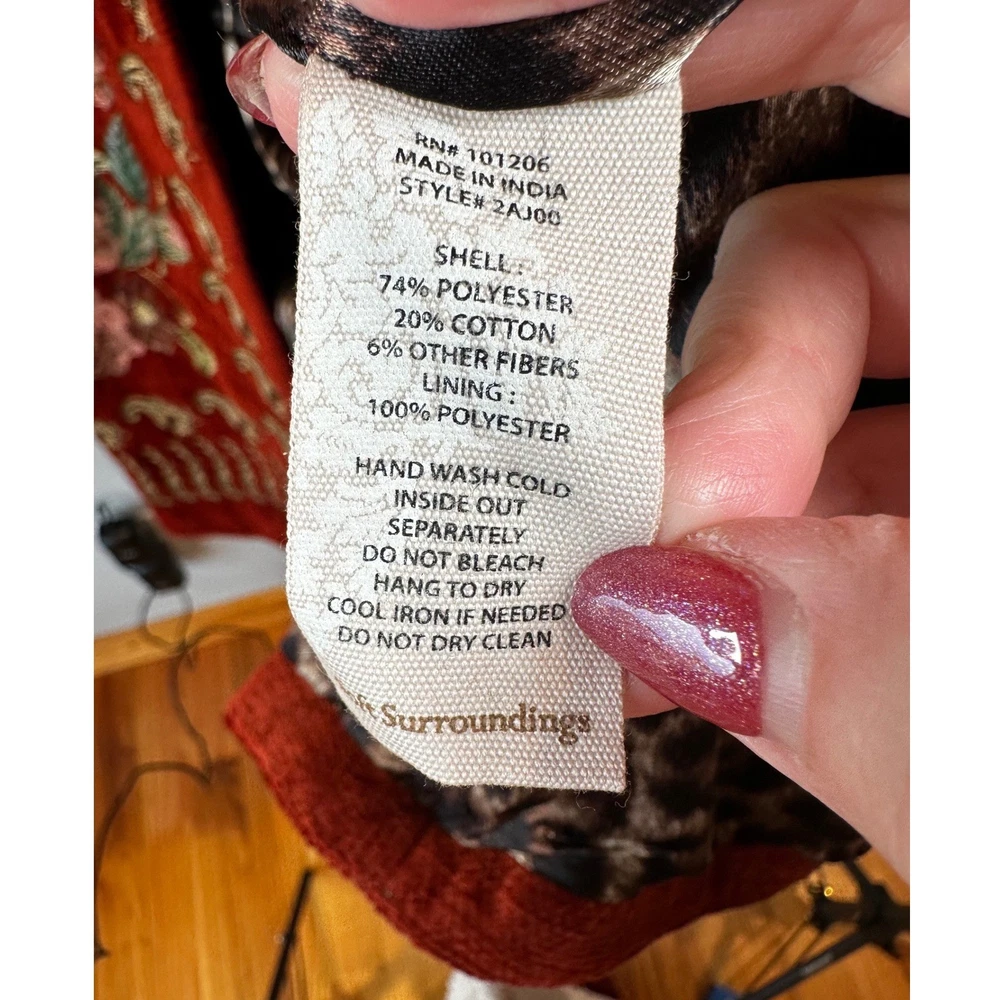 RN# 101206
MADE IN INDIA
STYLE# 2AJ00
SHELL :
74% POLYESTER
20% COTTON
6% OTHER FIBERS
LINING :
100% POLYESTER
HAND WASH COLD
INSIDE OUT
SEPARATELY
DO NOT BLEACH
HANG TO DRY
COOL IRON IF NEEDED
DO NOT DRY CLEAN
Surroundings